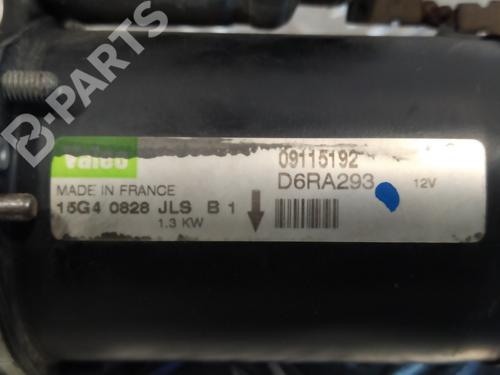 B-PARTS
Valeo
09115192
MADE IN FRANCE
D6RA293
12V
15G4 0828 JLS B 1
1.3 KW